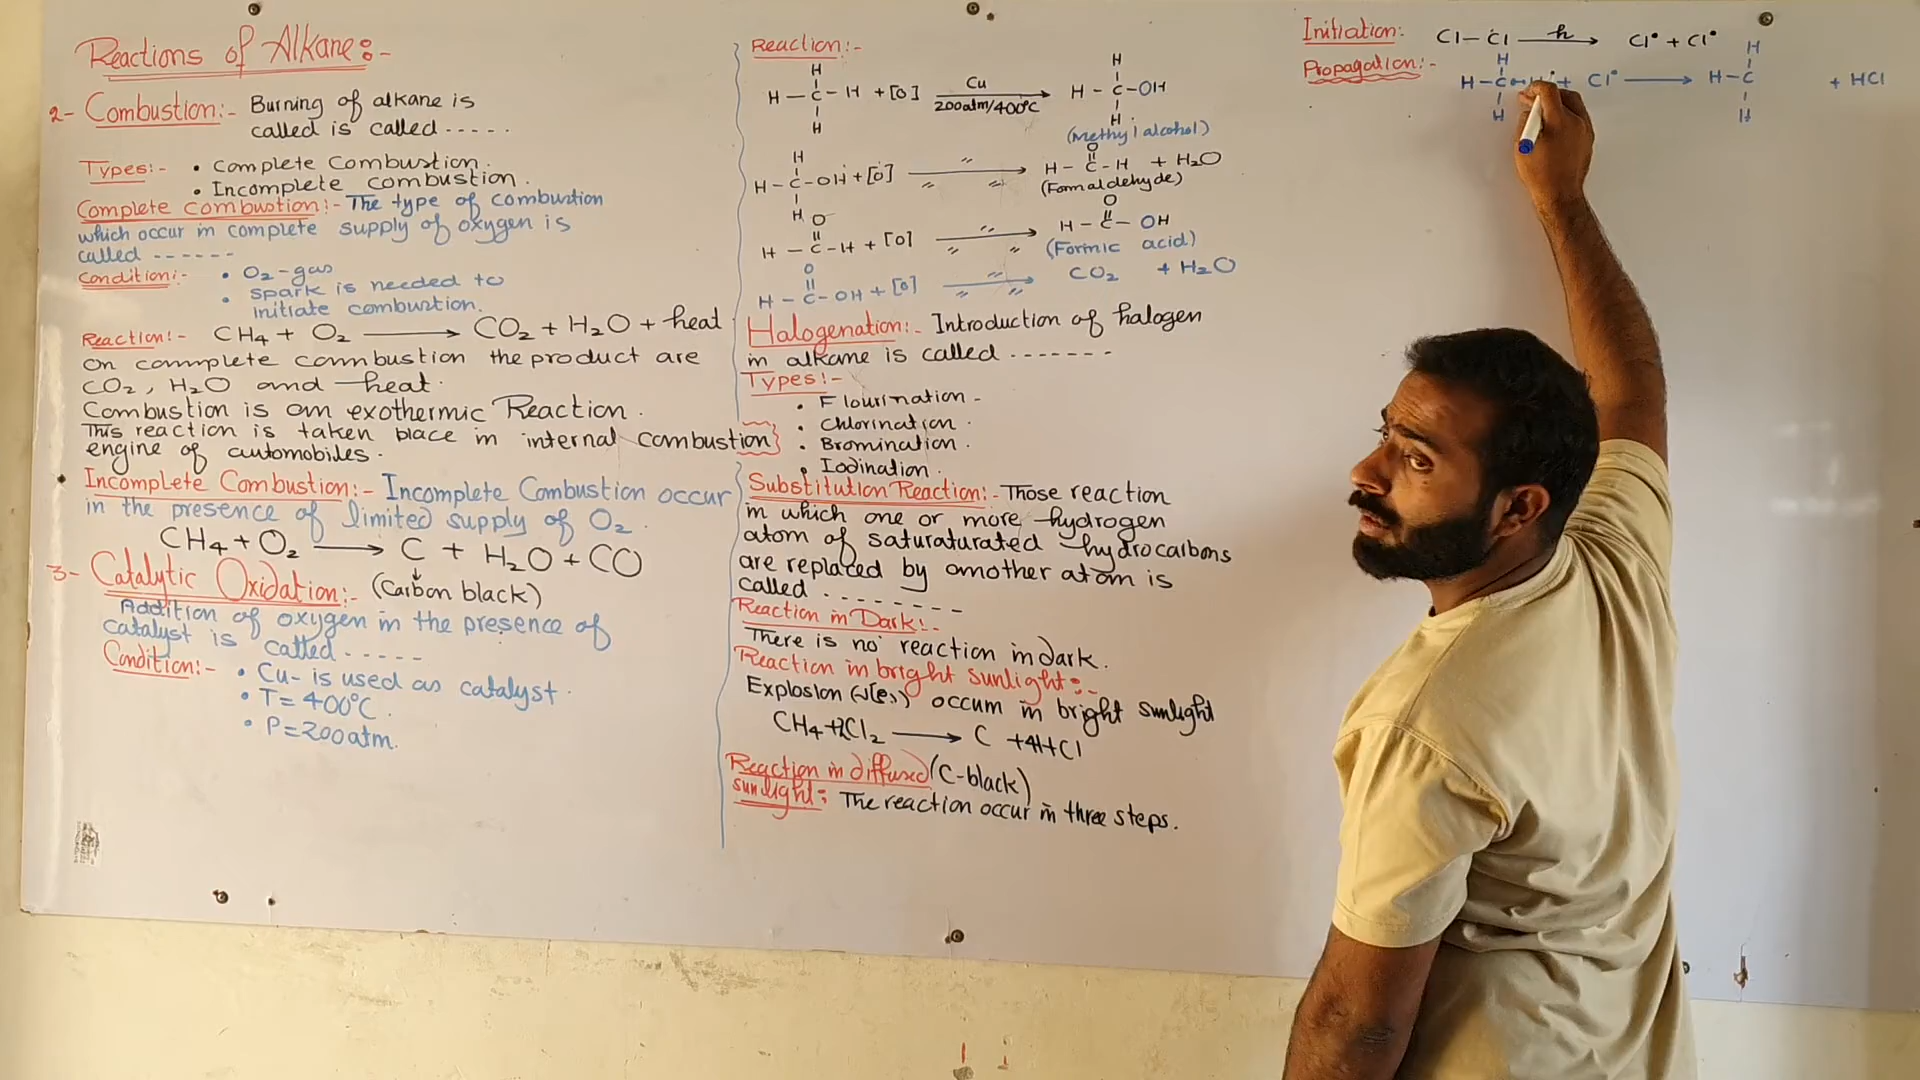 Reactions of Alkane:-
2- Combustion:- Burning of alkane is
called is called -----.
Types:- • Complete Combustion.
• Incomplete combustion.
Complete combustion:- The type of combustion
which occur in complete supply of oxygen is
called ------
Condition:- • O2-gas
• spark is needed to
initiate combustion.
Reaction:- CH4 + O2 → CO2 + H2O + heat
On commplete combustion the product are
CO2, H2O and heat.
Combustion is an exothermic Reaction.
This reaction is taken blace in internal combustion
engine of automobiles.
Incomplete Combustion:- Incomplete Combustion occur
in the presence of limited supply of O2.
CH4 + O2 → C + H2O + CO
3- Catalytic Oxidation:- (Carbon black)
Addition of oxygen in the presence of
catalyst is called -----
Condition:- • Cu- is used as catalyst.
• T = 400°C.
• P=200atm.
Reaction:-
H
H — C — H + [O] Cu 200atm/400°C → H - C - OH
H
(Methyl alcohol)
H - C - OH + [O] → H - C - H + H2O
(Formaldehyde)
H - C - H + [O] → H - C - OH
(Formic acid)
H - C - OH + [O] → CO2 + H2O
Halogenation:- Introduction of halogen
in alkane is called -------
Types:-
• Flourination -
• Chlorination .
• Bromination .
• Iodination .
Substitution Reaction:- Those reaction
in which one or more hydrogen
atom of saturaturated hydrocarbons
are replaced by another atom is
called --------
Reaction in Dark:-
There is no reaction in dark.
Reaction in bright sunlight:-
Explosion occum in bright sunlight
CH4 + 2Cl2 → C + 4HCl
Reaction in diffused (C-black)
sunlight: The reaction occur in three steps.
Initiation: Cl — Cl → Cl• + Cl•
Propagation:- H - C H + Cl• → H - C + HCl